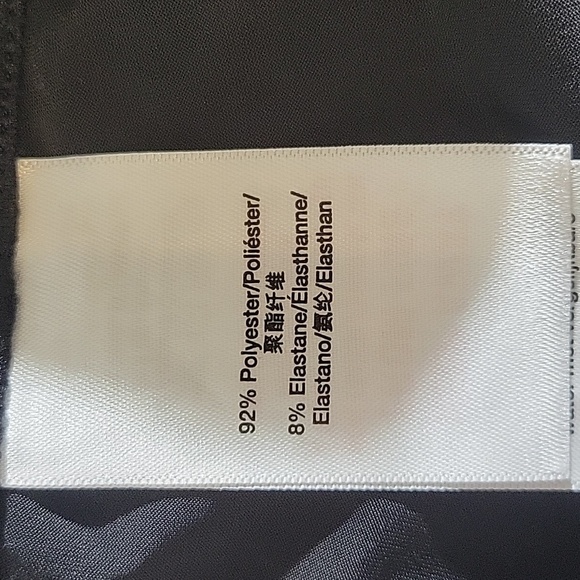 92% Polyester/Poliéster/
聚酯纤维
8% Elastane/Élasthanne/
Elastano/氨纶/Elasthan